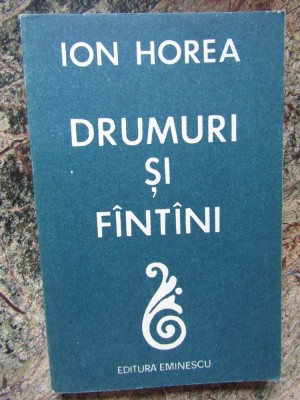 ION HOREA
DRUMURI
ȘI
FÎNTÎNI
EDITURA EMINESCU